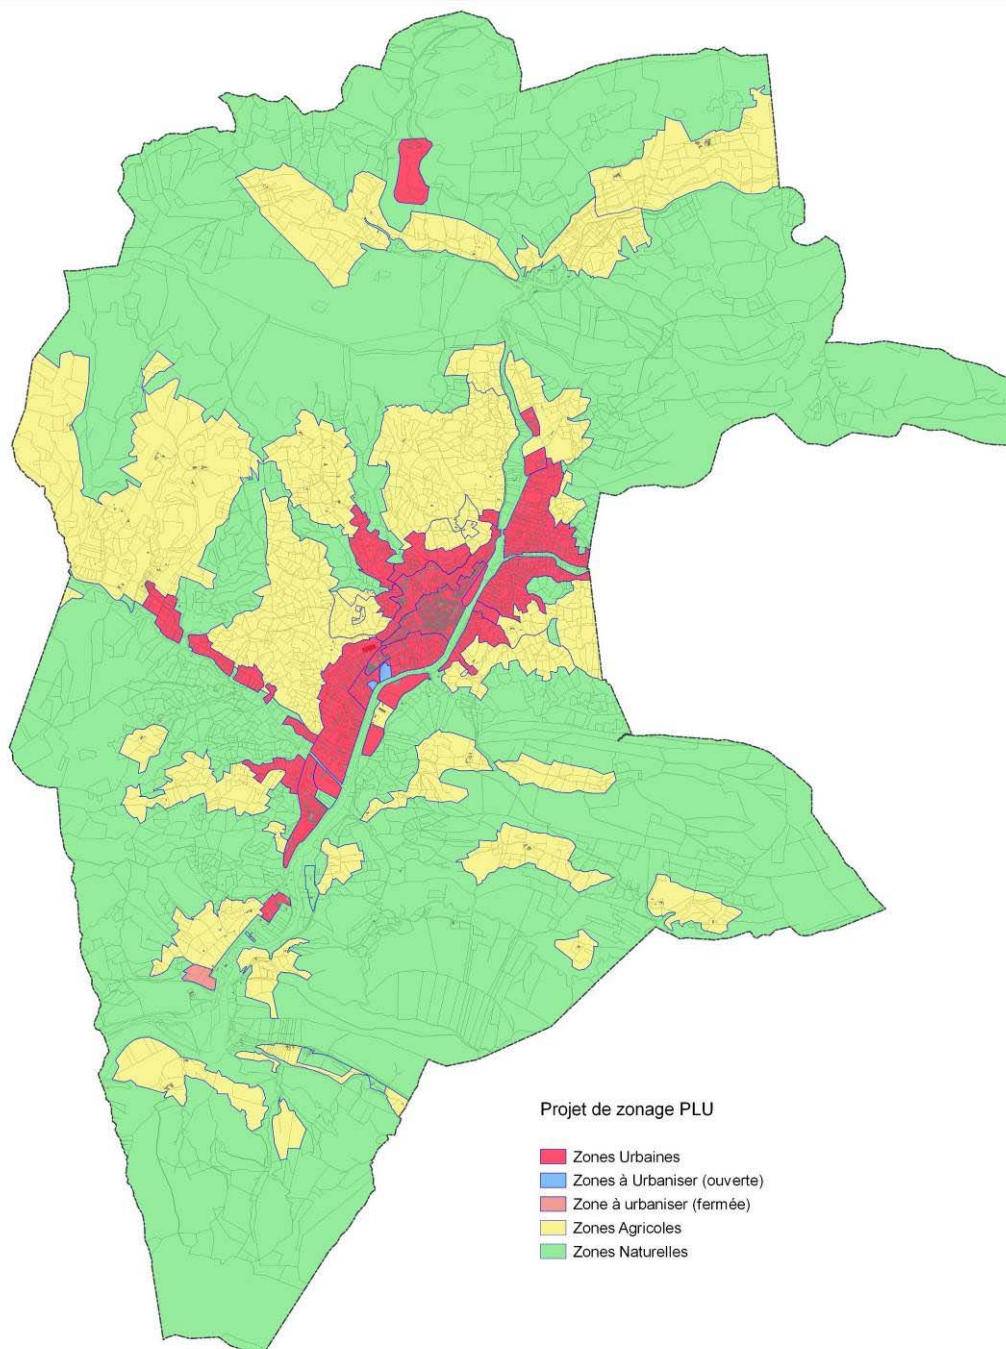 Projet de zonage PLU
Zones Urbaines
Zones à Urbaniser (ouverte)
Zone à urbaniser (fermée)
Zones Agricoles
Zones Naturelles